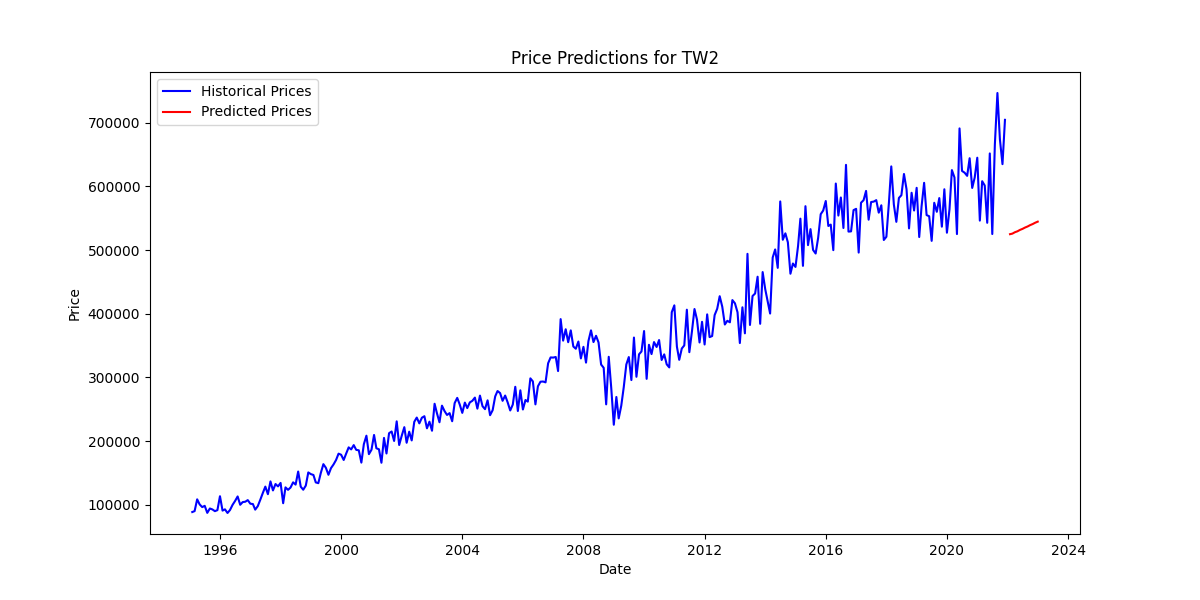 Price Predictions for TW2
Historical Prices
Predicted Prices
700000
600000
500000
400000
300000
200000
100000
Price
1996 2000 2004 2008 2012 2016 2020 2024
Date